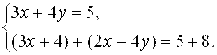 3x + 4y = 5,
(3x + 4) + (2x − 4y) = 5 + 8.